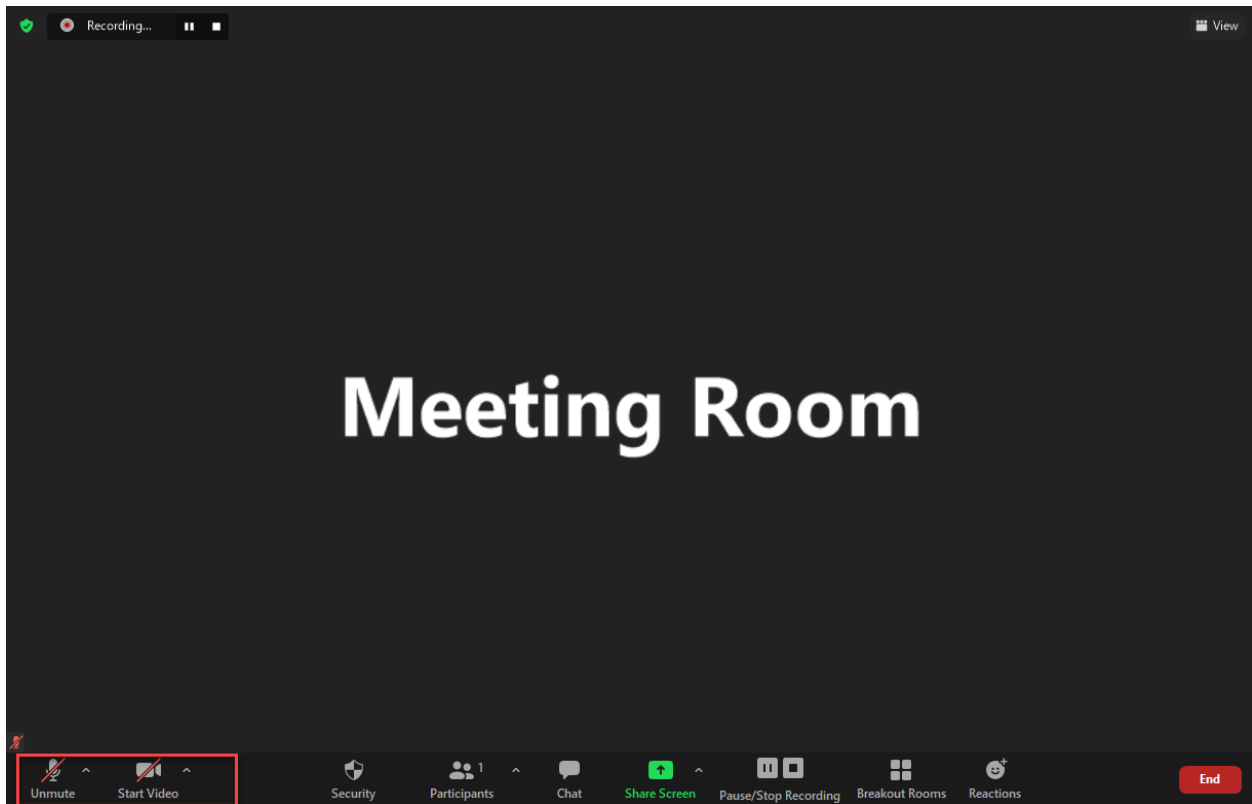 Recording...
View
Meeting Room
1
Unmute
Start Video
Security
Participants
Chat
Share Screen
Pause/Stop Recording
Breakout Rooms
Reactions
End